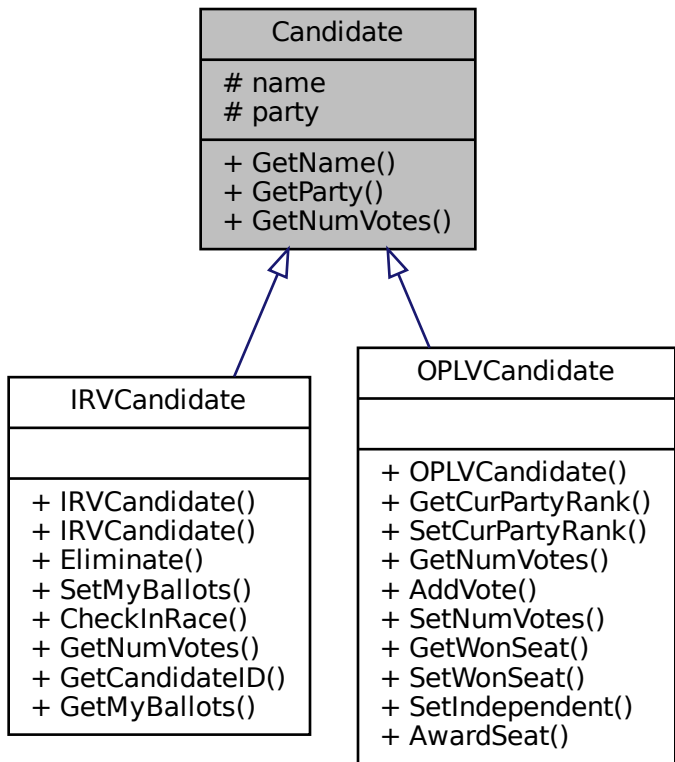 Candidate
# name
# party
+ GetName()
+ GetParty()
+ GetNumVotes()
IRVCandidate
+ IRVCandidate()
+ IRVCandidate()
+ Eliminate()
+ SetMyBallots()
+ CheckInRace()
+ GetNumVotes()
+ GetCandidateID()
+ GetMyBallots()
OPLVCandidate
+ OPLVCandidate()
+ GetCurPartyRank()
+ SetCurPartyRank()
+ GetNumVotes()
+ AddVote()
+ SetNumVotes()
+ GetWonSeat()
+ SetWonSeat()
+ SetIndependent()
+ AwardSeat()